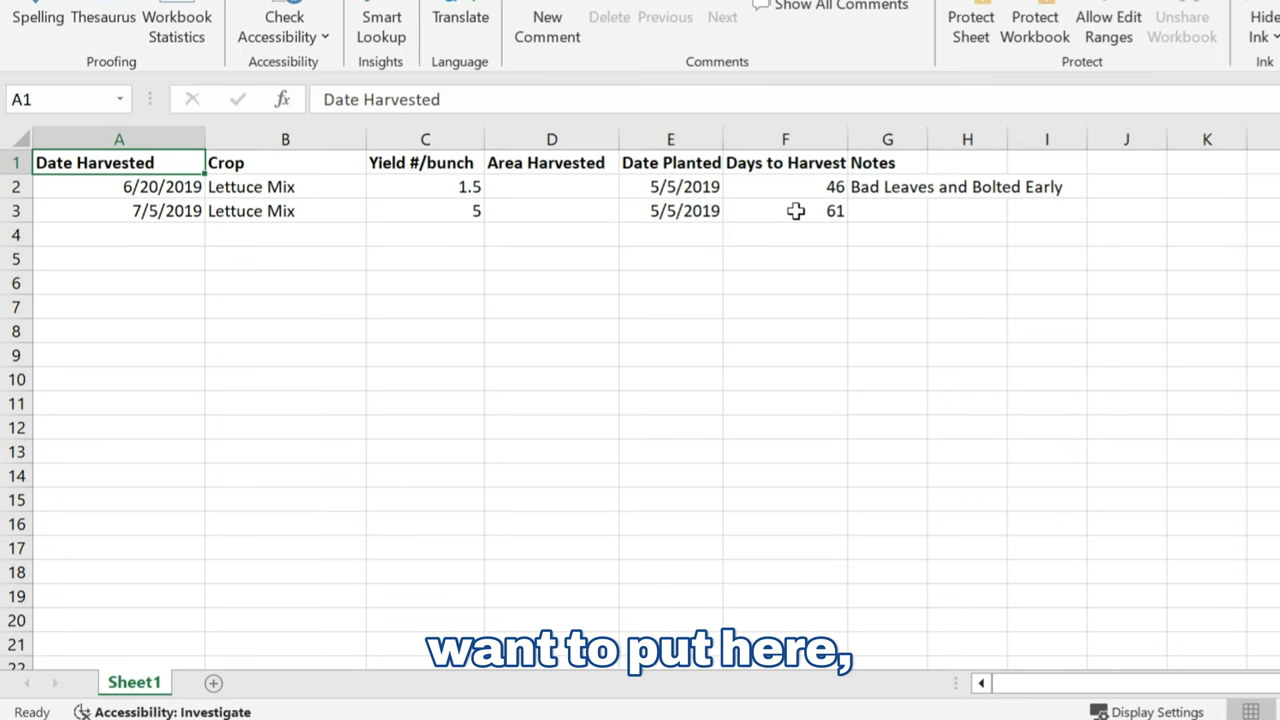 Show All Comments
Spelling Thesaurus Workbook Statistics Check Accessibility Smart Lookup Translate New Comment Delete Previous Next Protect Sheet Protect Workbook Allow Edit Ranges Unshare Workbook Hide Ink
Proofing Accessibility Insights Language Comments Protect Ink
A1 fx Date Harvested
A B C D E F G H I J K
1 Date Harvested Crop Yield #/bunch Area Harvested Date Planted Days to Harvest Notes
2 6/20/2019 Lettuce Mix 1.5 5/5/2019 46 Bad Leaves and Bolted Early
3 7/5/2019 Lettuce Mix 5 5/5/2019 61
4
5
6
7
8
9
10
11
12
13
14
15
16
17
18
19
20
21
22
want to put here,
Sheet1
Ready Accessibility: Investigate Display Settings